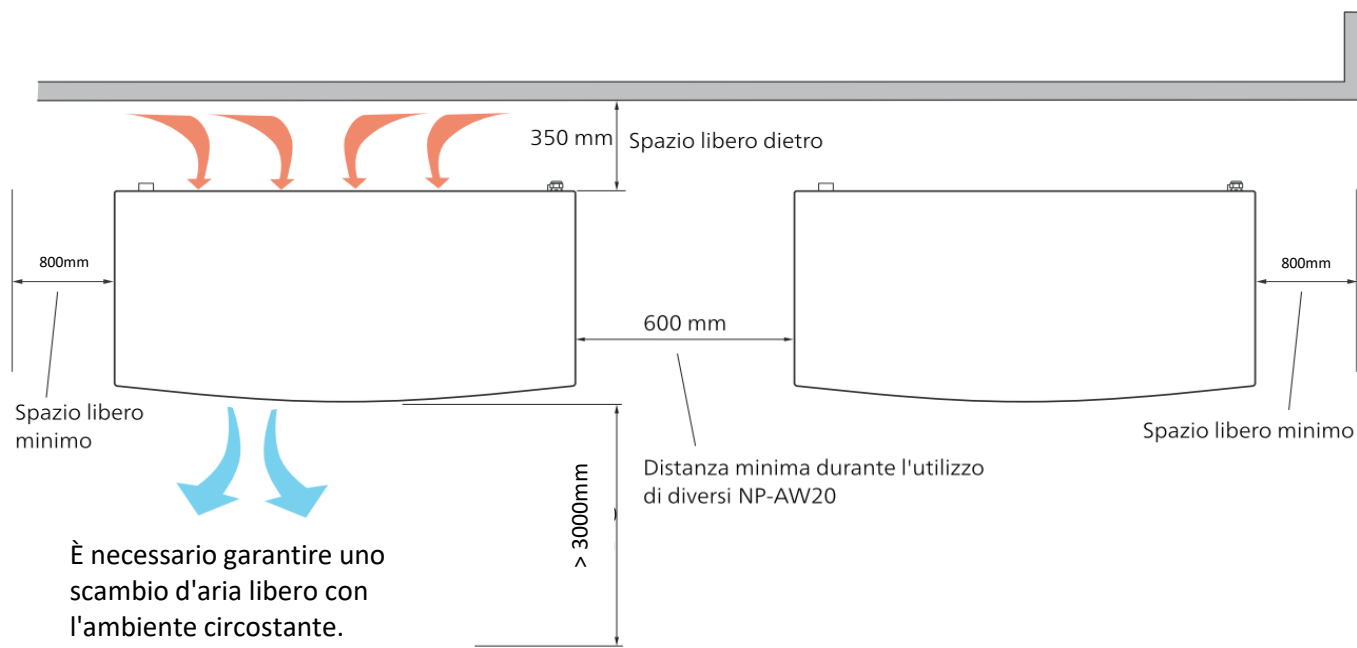 350 mm
Spazio libero dietro
800mm
800mm
600 mm
Spazio libero
minimo
Spazio libero minimo
Distanza minima durante l'utilizzo
di diversi NP-AW20
> 3000mm
È necessario garantire uno
scambio d'aria libero con
l'ambiente circostante.